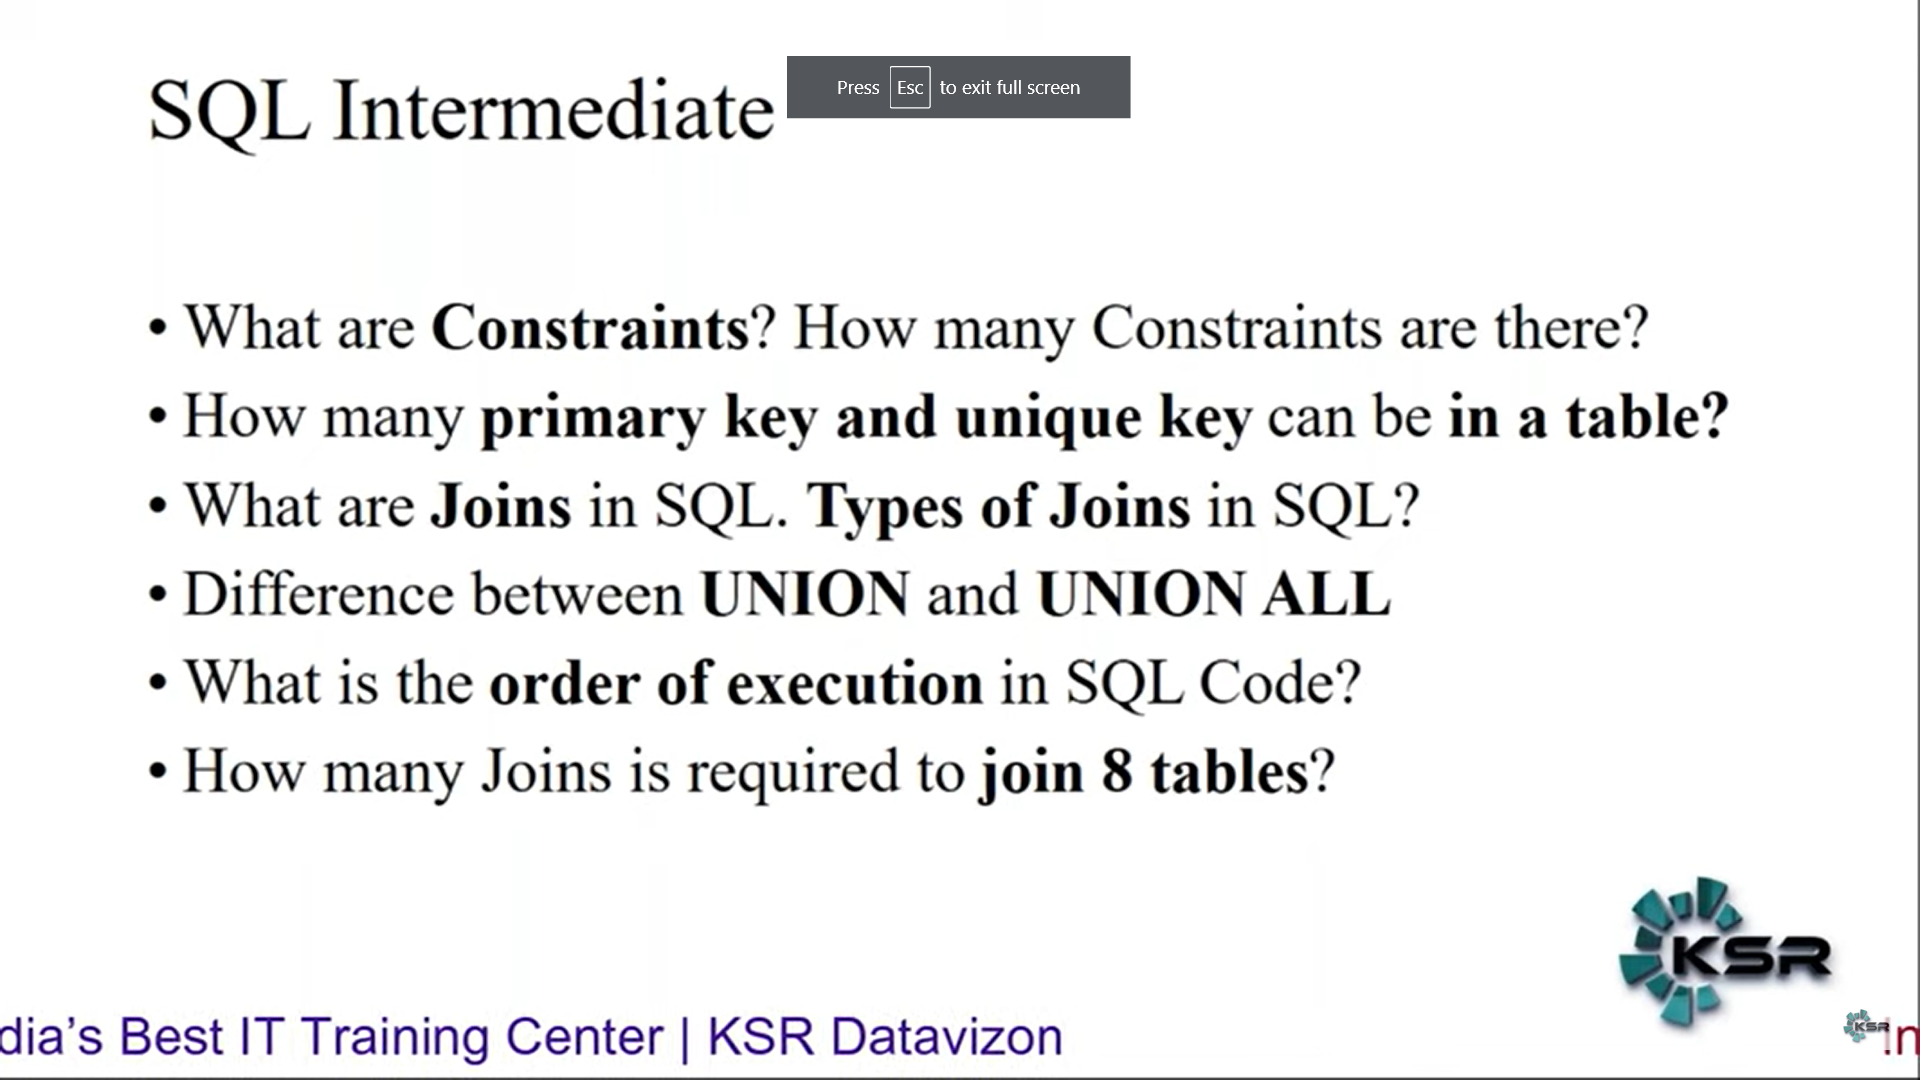 SQL Intermediate
Press Esc to exit full screen
• What are Constraints? How many Constraints are there?
• How many primary key and unique key can be in a table?
• What are Joins in SQL. Types of Joins in SQL?
• Difference between UNION and UNION ALL
• What is the order of execution in SQL Code?
• How many Joins is required to join 8 tables?
KSR
dia's Best IT Training Center | KSR Datavizon
KSR